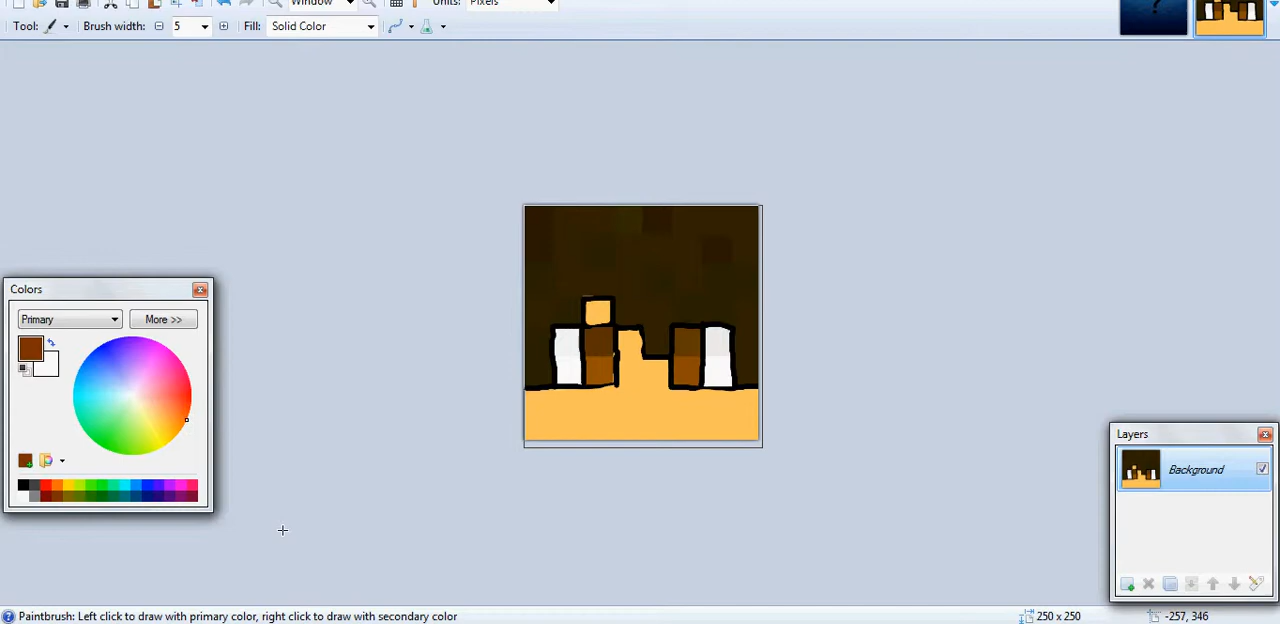 Window
Units: Pixels
Tool: Brush width: 5 Fill: Solid Color
Colors
Primary More >>
Layers
Background
Paintbrush: Left click to draw with primary color, right click to draw with secondary color
250 x 250
-257, 346